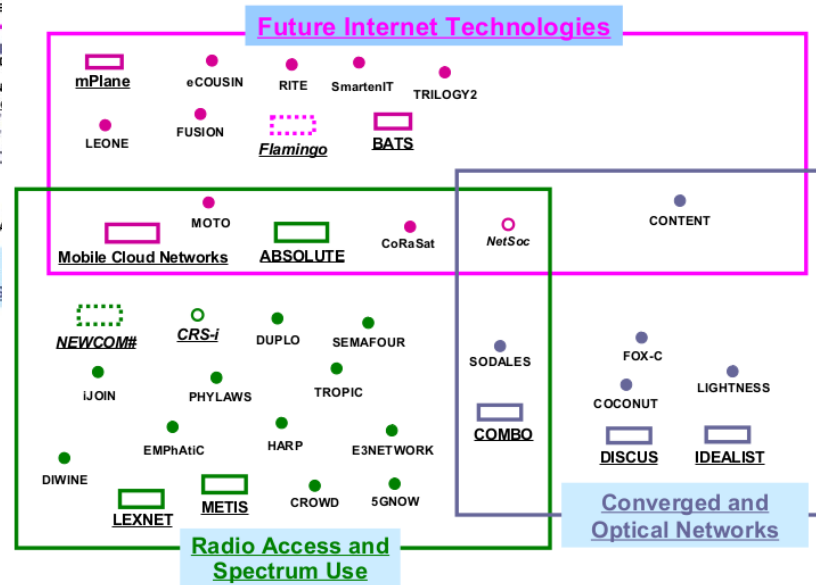 Future Internet Technologies
mPlane
eCOUSIN
RITE
SmartenIT
TRILOGY2
LEONE
FUSION
Flamingo
BATS
MOTO
CONTENT
Mobile Cloud Networks
ABSOLUTE
CoRaSat
NetSoc
NEWCOM#
CRS-i
DUPLO
SEMAFOUR
SODALES
FOX-C
iJOIN
PHYLAWS
TROPIC
COCONUT
LIGHTNESS
EMPhAtiC
HARP
E3NETWORK
COMBO
DISCUS
IDEALIST
DIWINE
LEXNET
METIS
CROWD
5GNOW
Converged and
Optical Networks
Radio Access and
Spectrum Use